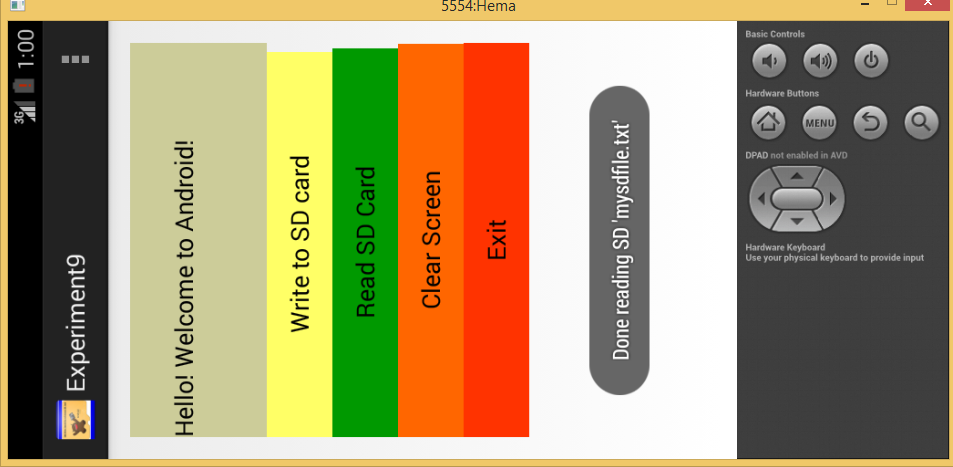 5554:Hema
3G 1:00
Experiment9
Hello! Welcome to Android!
Write to SD card
Read SD Card
Clear Screen
Exit
Done reading SD 'mysdfile.txt'
Basic Controls
Hardware Buttons
MENU
DPAD not enabled in AVD
Hardware Keyboard
Use your physical keyboard to provide input